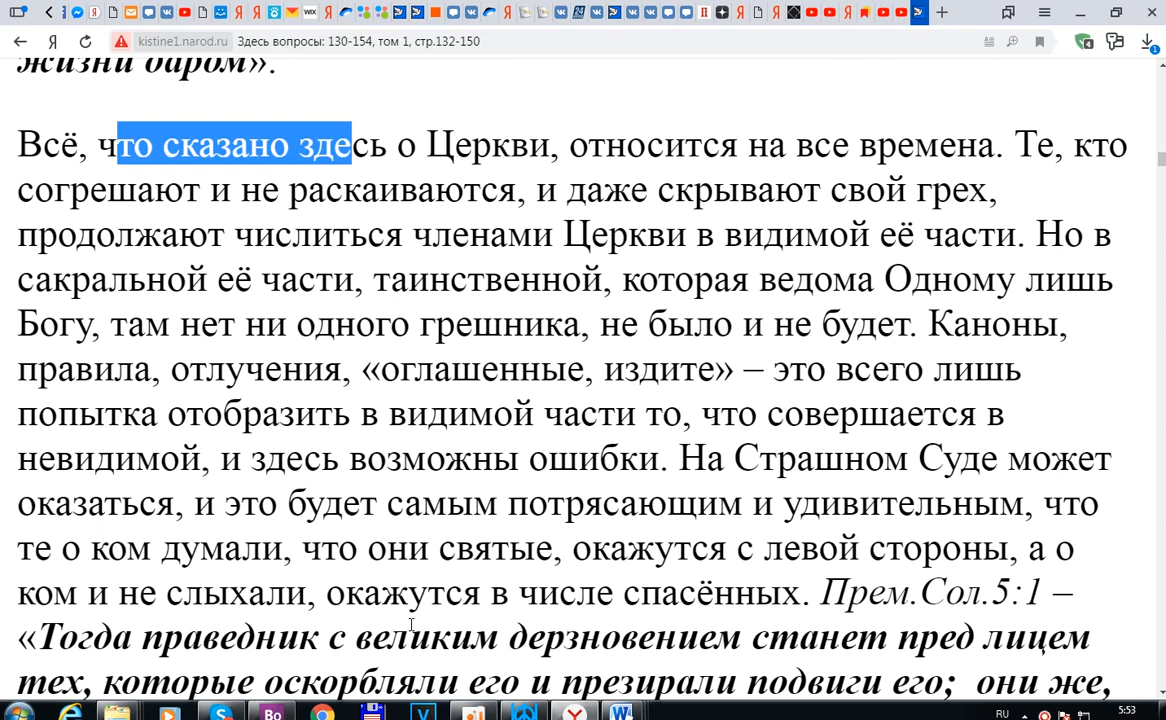 kistine1.narod.ru Здесь вопросы: 130-154, том 1, стр.132-150
жизни даром».
Всё, что сказано здесь о Церкви, относится на все времена. Те, кто
согрешают и не раскаиваются, и даже скрывают свой грех,
продолжают числиться членами Церкви в видимой её части. Но в
сакральной её части, таинственной, которая ведома Одному лишь
Богу, там нет ни одного грешника, не было и не будет. Каноны,
правила, отлучения, «оглашенные, издите» – это всего лишь
попытка отобразить в видимой части то, что совершается в
невидимой, и здесь возможны ошибки. На Страшном Суде может
оказаться, и это будет самым потрясающим и удивительным, что
те о ком думали, что они святые, окажутся с левой стороны, а о
ком и не слыхали, окажутся в числе спасённых. Прем.Сол.5:1 –
«Тогда праведник с великим дерзновением станет пред лицем
тех, которые оскорбляли его и презирали подвиги его; они же,
RU
5:53